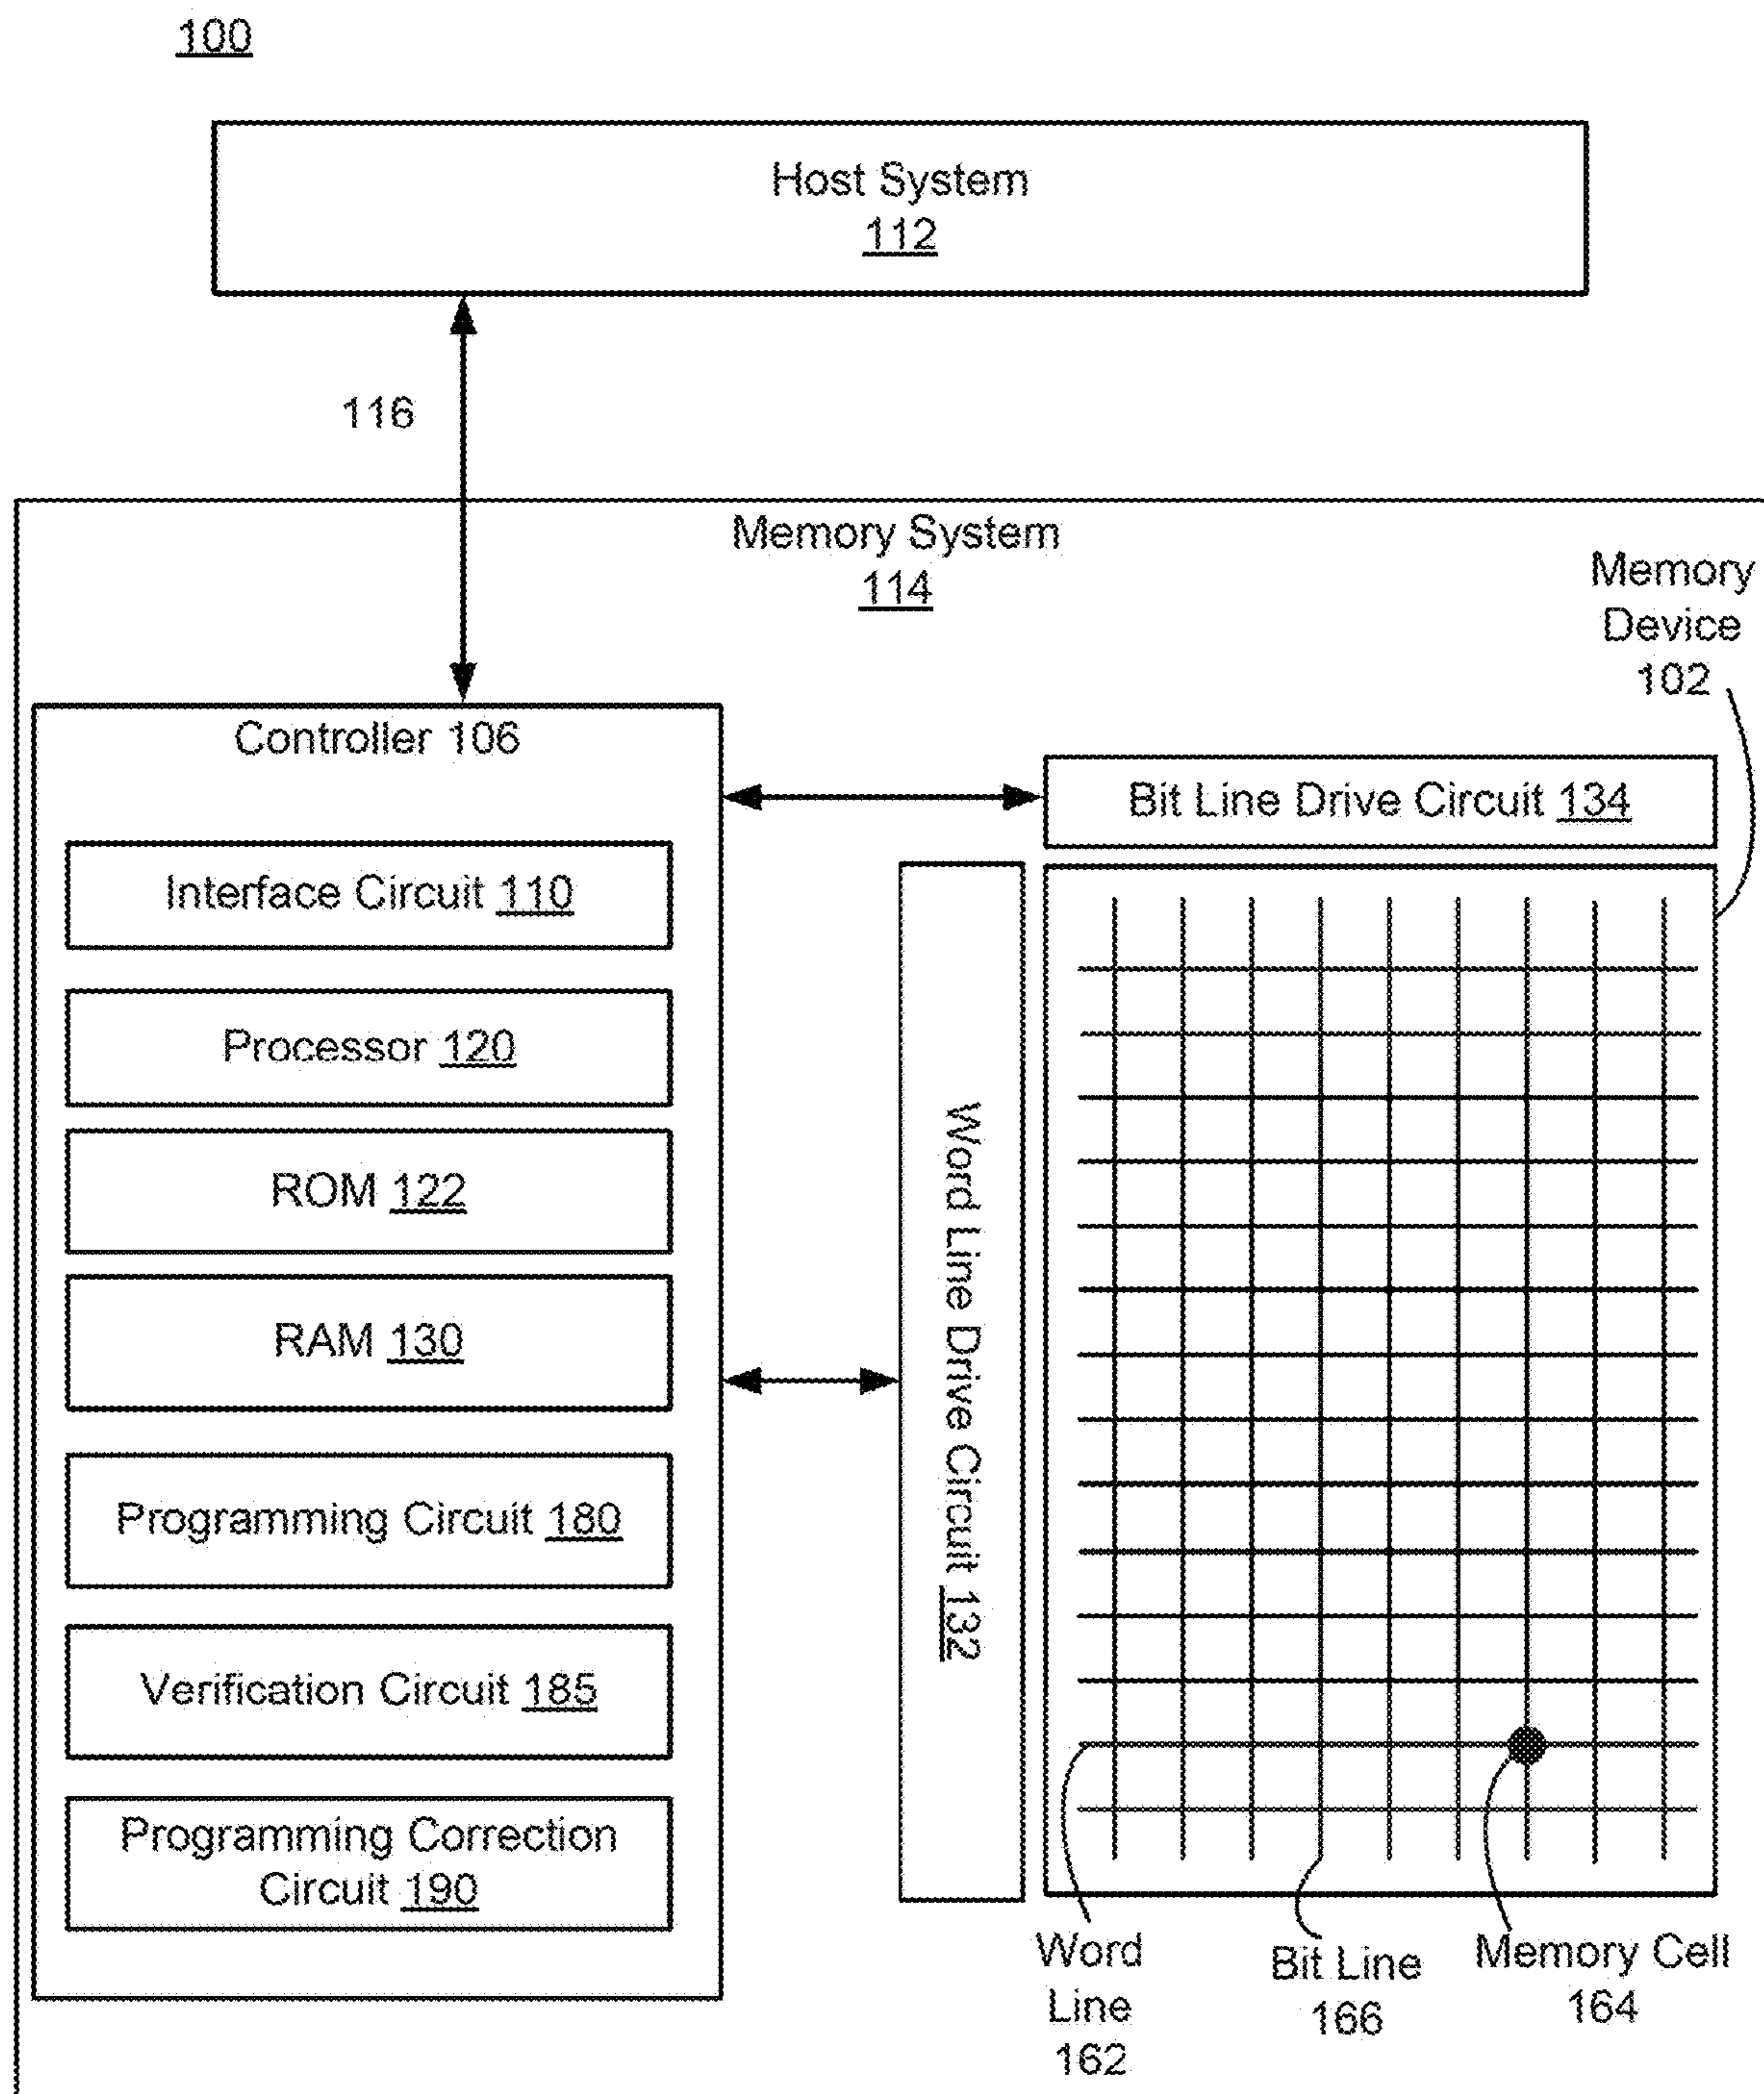 100
Host System
112
116
Memory System
114
Memory
Device
102
Controller 106
Bit Line Drive Circuit 134
Interface Circuit 110
Processor 120
ROM 122
RAM 130
Word Line Drive Circuit 132
Programming Circuit 180
Verification Circuit 185
Programming Correction
Circuit 190
Word
Line
162
Bit Line
166
Memory Cell
164